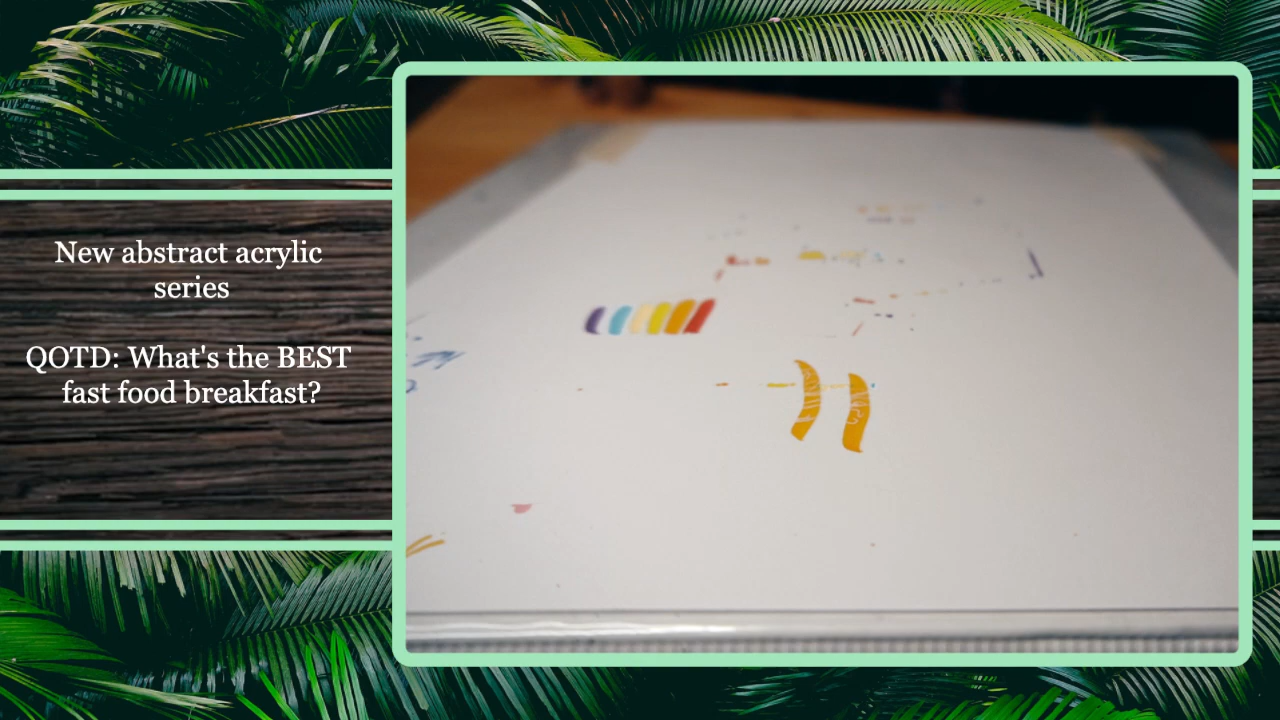 New abstract acrylic
series
QOTD: What's the BEST
fast food breakfast?